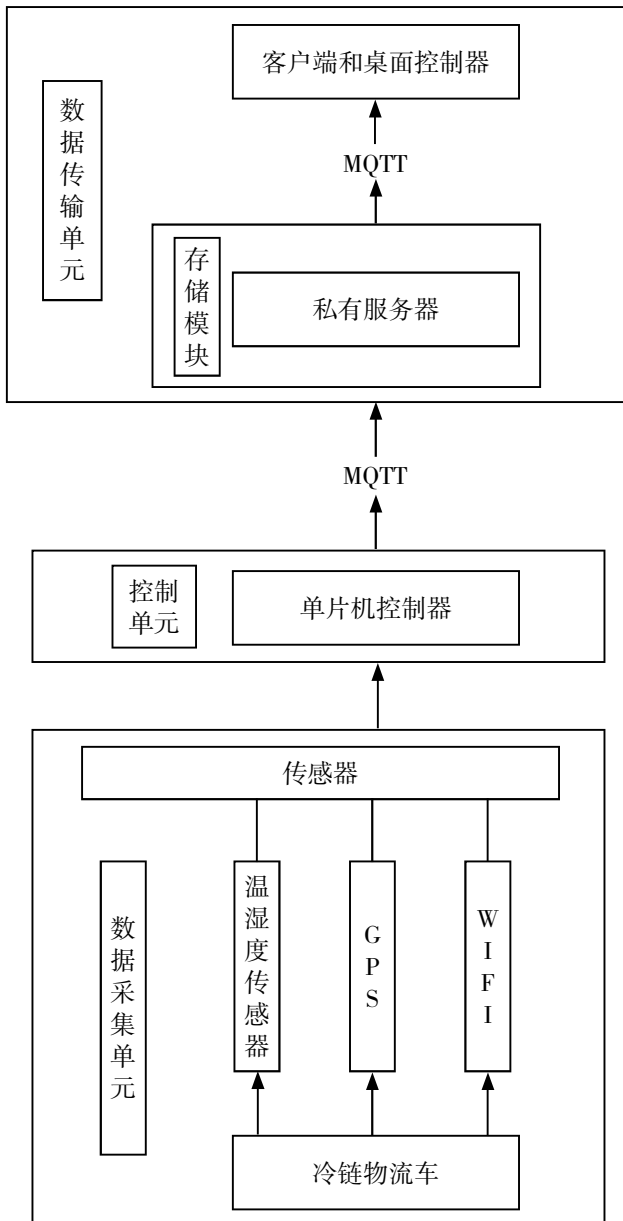 客户端和桌面控制器
数据传输单元
MQTT
存储模块
私有服务器
MQTT
控制
单元
单片机控制器
传感器
数据采集单元
温湿度传感器
GPS
WIFI
冷链物流车